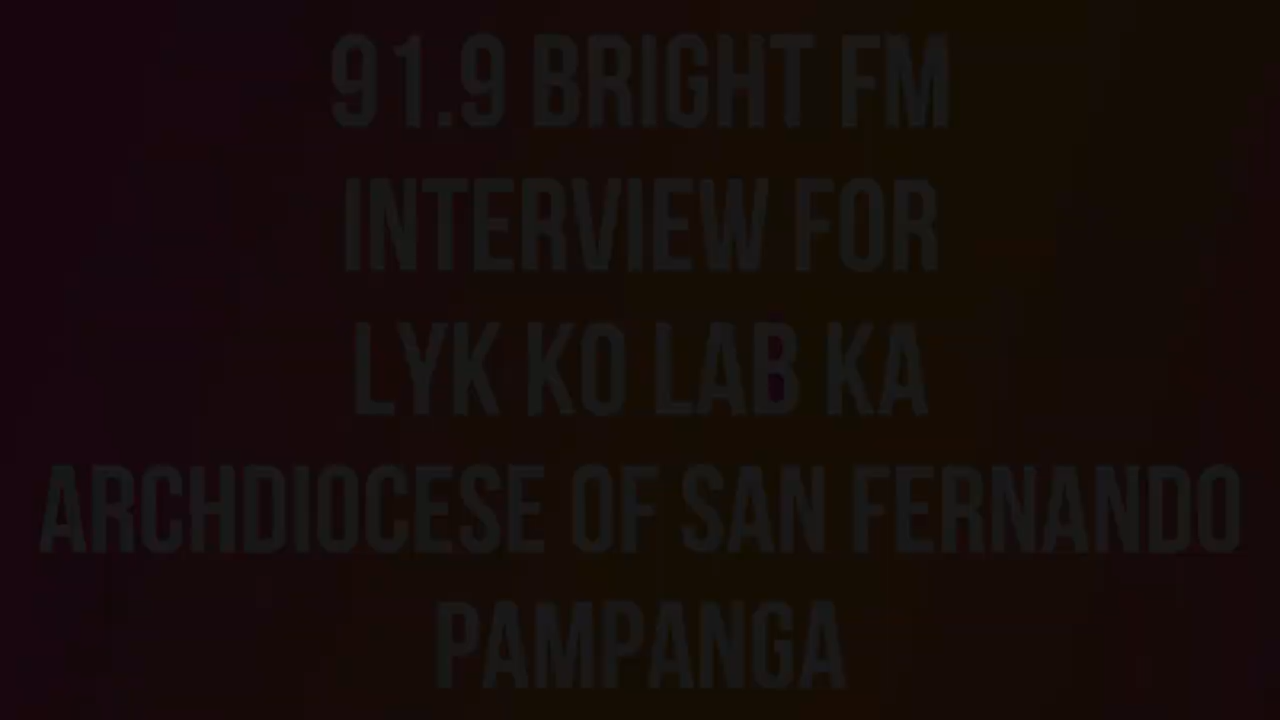 91.9 BRIGHT FM
INTERVIEW FOR
LYK KO LAB KA
ARCHDIOCESE OF SAN FERNANDO
PAMPANGA